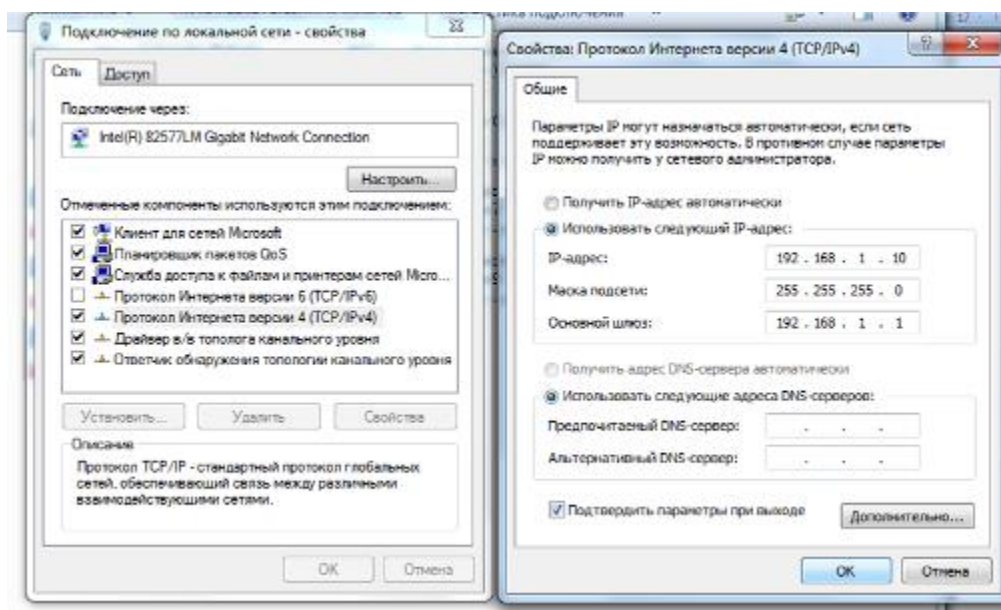 Подключение по локальной сети - свойства
Сеть
Доступ
Подключение через:
Intel(R) 82577LM Gigabit Network Connection
Настроить...
Отмеченные компоненты используются этим подключением:
Клиент для сетей Microsoft
Планировщик пакетов QoS
Служба доступа к файлам и принтерам сетей Micro...
Протокол Интернета версии 6 (TCP/IPv6)
Протокол Интернета версии 4 (TCP/IPv4)
Драйвер в/в тополога канального уровня
Ответчик обнаружения топологии канального уровня
Установить...
Удалить
Свойства
Описание
Протокол TCP/IP - стандартный протокол глобальных
сетей, обеспечивающий связь между различными
взаимодействующими сетями.
ОК
Отмена
подключения
17
Свойства: Протокол Интернета версии 4 (TCP/IPv4)
Общие
Параметры IP могут назначаться автоматически, если сеть
поддерживает эту возможность. В противном случае параметры
IP можно получить у сетевого администратора.
Получить IP-адрес автоматически
Использовать следующий IP-адрес:
IP-адрес: 192 . 168 . 1 . 10
Маска подсети: 255 . 255 . 255 . 0
Основной шлюз: 192 . 168 . 1 . 1
Получить адрес DNS-сервера автоматически
Использовать следующие адреса DNS-серверов:
Предпочитаемый DNS-сервер: . . .
Альтернативный DNS-сервер: . . .
Подтвердить параметры при выходе
Дополнительно...
ОК
Отмена